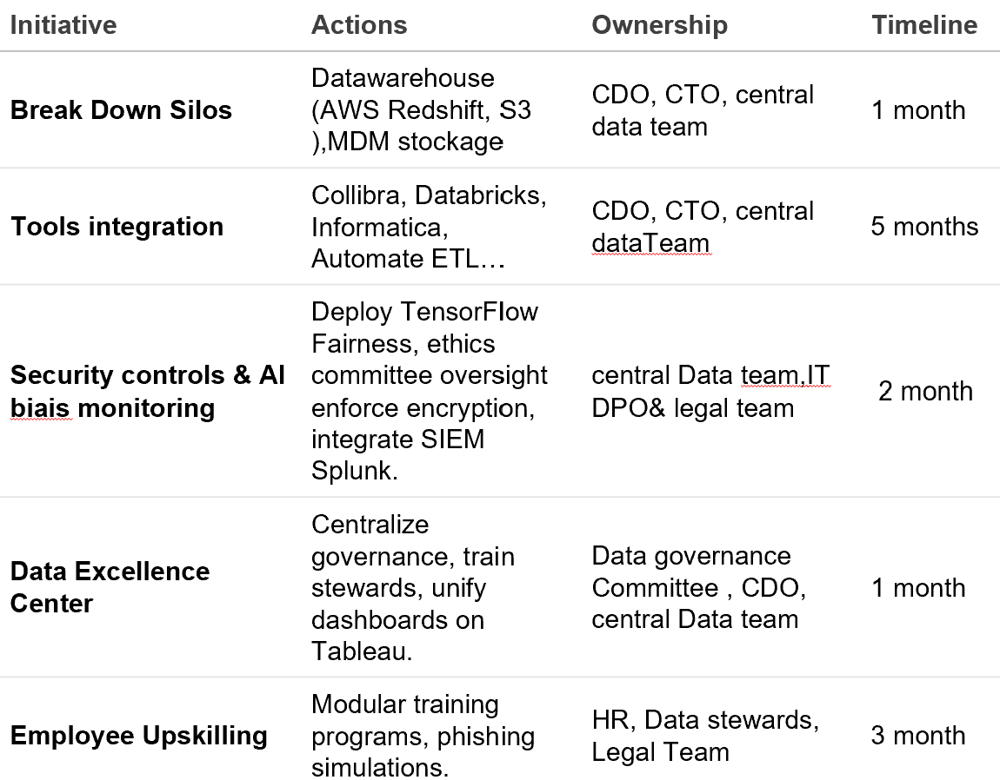 Initiative Actions Ownership Timeline
Break Down Silos
Datawarehouse
(AWS Redshift, S3
),MDM stockage
CDO, CTO, central
data team
1 month
Tools integration
Collibra, Databricks,
Informatica,
Automate ETL…
CDO, CTO, central
dataTeam
5 months
Security controls & AI
biais monitoring
Deploy TensorFlow
Fairness, ethics
committee oversight
enforce encryption,
integrate SIEM
Splunk.
central Data team,IT
DPO& legal team
2 month
Data Excellence
Center
Centralize
governance, train
stewards, unify
dashboards on
Tableau.
Data governance
Committee , CDO,
central Data team
1 month
Employee Upskilling
Modular training
programs, phishing
simulations.
HR, Data stewards,
Legal Team
3 month